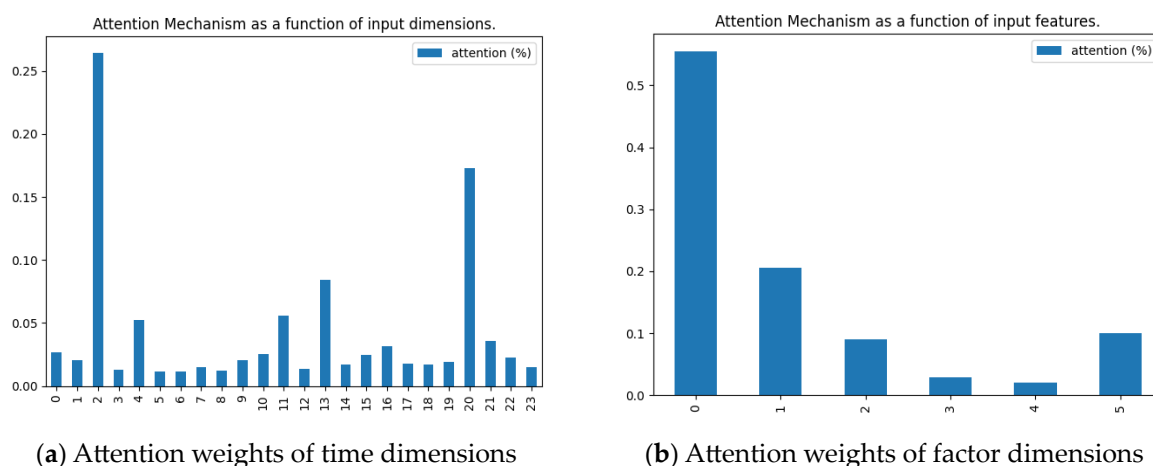 Attention Mechanism as a function of input dimensions.
attention (%)
0.25
0.20
0.15
0.10
0.05
0.00
0 1 2 3 4 5 6 7 8 9 10 11 12 13 14 15 16 17 18 19 20 21 22 23
(a) Attention weights of time dimensions
Attention Mechanism as a function of input features.
attention (%)
0.5
0.4
0.3
0.2
0.1
0.0
0 1 2 3 4 5
(b) Attention weights of factor dimensions